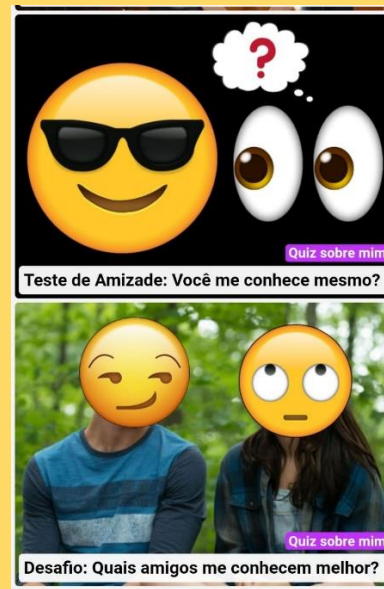 ?
Quiz sobre mim
Teste de Amizade: Você me conhece mesmo?
Quiz sobre mim
Desafio: Quais amigos me conhecem melhor?